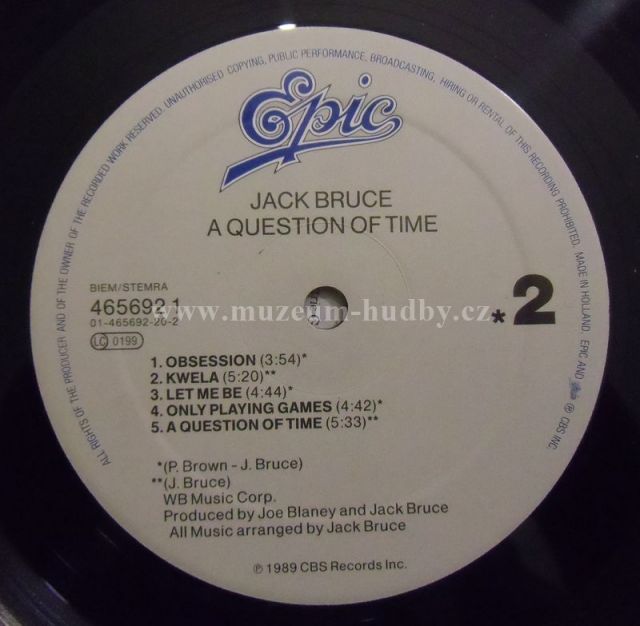 ALL RIGHTS OF THE PRODUCER AND OF THE OWNER OF THE RECORDED WORK RESERVED. UNAUTHORISED COPYING, PUBLIC PERFORMANCE, BROADCASTING, HIRING OR RENTAL OF THIS RECORDING PROHIBITED. MADE IN HOLLAND. EPIC AND ℗ CBS INC.
Epic
JACK BRUCE
A QUESTION OF TIME
BIEM/STEMRA
465692 1
01-465692-20-2
LC 0199
www.muzeum-hudby.cz
*2
1. OBSESSION (3:54)*
2. KWELA (5:20)**
3. LET ME BE (4:44)*
4. ONLY PLAYING GAMES (4:42)*
5. A QUESTION OF TIME (5:33)**
*(P. Brown - J. Bruce)
**(J. Bruce)
WB Music Corp.
Produced by Joe Blaney and Jack Bruce
All Music arranged by Jack Bruce
℗ 1989 CBS Records Inc.